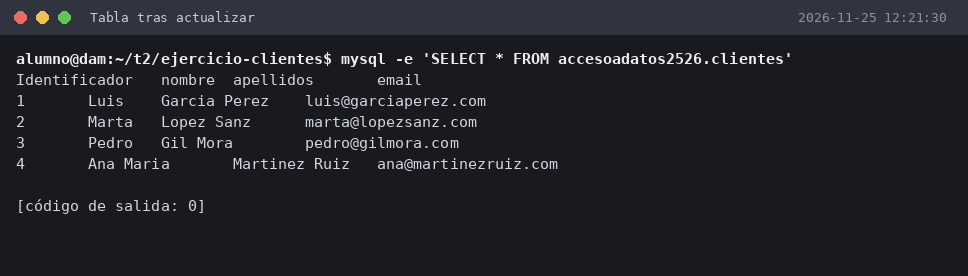 Tabla tras actualizar
2026-11-25 12:21:30
alumno@dam:~/t2/ejercicio-clientes$ mysql -e 'SELECT * FROM accesoadatos2526.clientes'
Identificador	nombre	apellidos	email
1	Luis	Garcia Perez	luis@garciaperez.com
2	Marta	Lopez Sanz	marta@lopezsanz.com
3	Pedro	Gil Mora	pedro@gilmora.com
4	Ana Maria	Martinez Ruiz	ana@martinezruiz.com
[código de salida: 0]